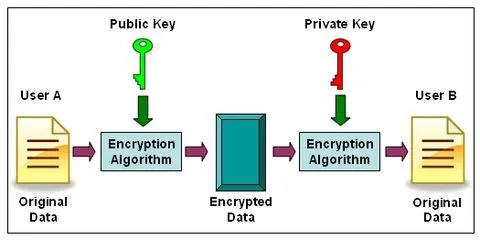 Public Key
Private Key
User A
User B
Encryption
Algorithm
Encryption
Algorithm
Original
Data
Encrypted
Data
Original
Data